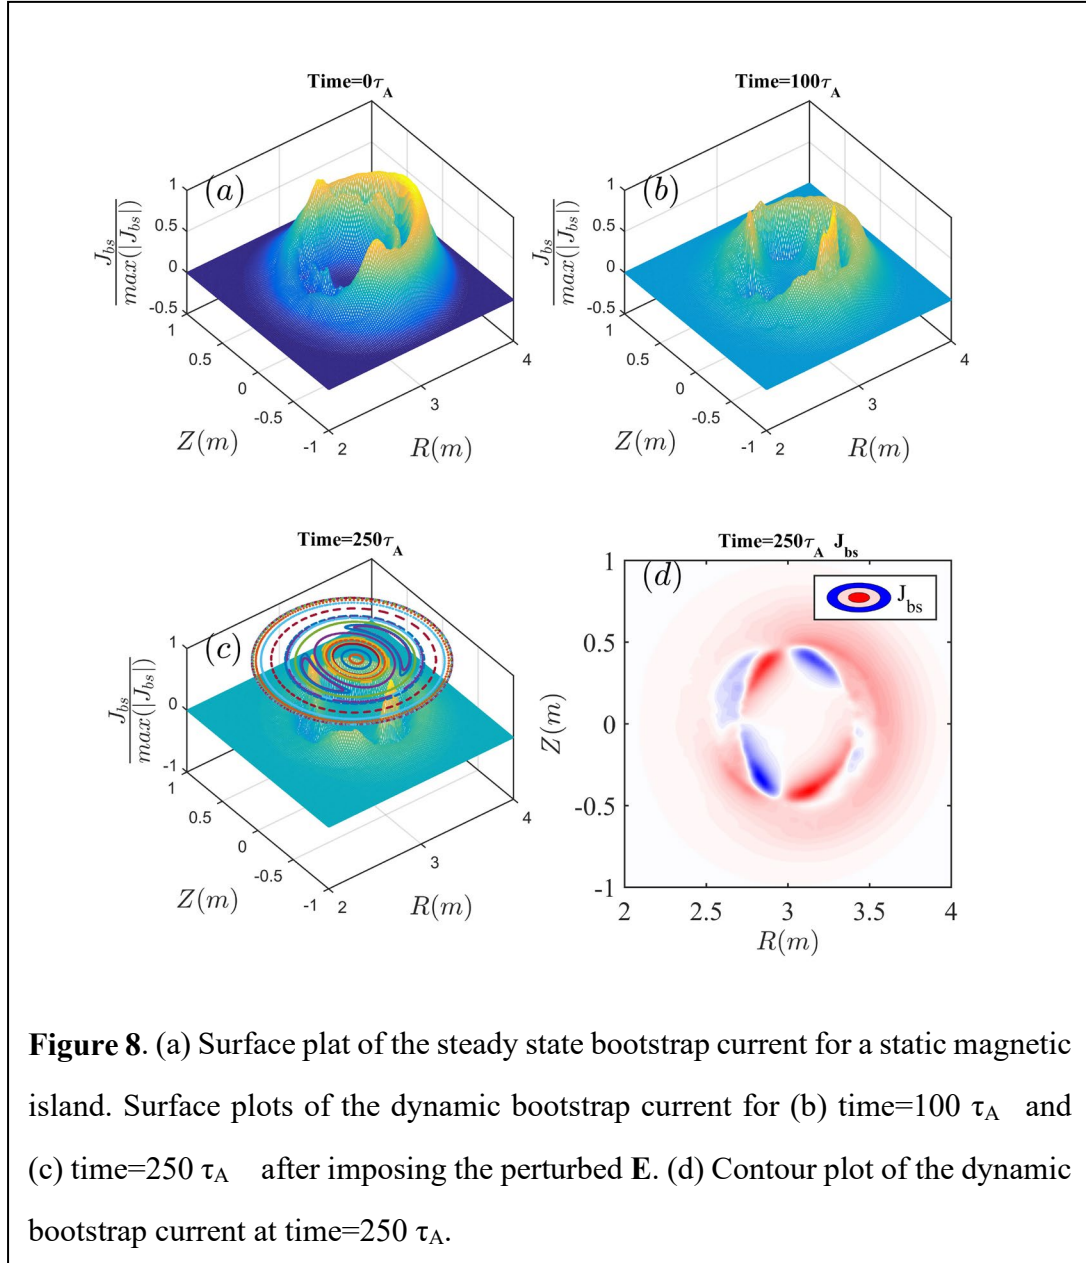 Time=0τA
(a)
Jbs
max(|Jbs|)
1
0.5
0
-0.5
1
0.5
0
-0.5
-1
2
3
4
Z(m)
R(m)
Time=100τA
(b)
Jbs
max(|Jbs|)
1
0.5
0
-0.5
1
0.5
0
-0.5
-1
2
3
4
Z(m)
R(m)
Time=250τA
(c)
Jbs
max(|Jbs|)
1
0
-1
1
0.5
0
-0.5
-1
2
3
4
Z(m)
R(m)
Time=250τA Jbs
(d)
Jbs
1
0.5
0
-0.5
-1
2
2.5
3
3.5
4
Z(m)
R(m)
Figure 8. (a) Surface plat of the steady state bootstrap current for a static magnetic
island. Surface plots of the dynamic bootstrap current for (b) time=100 τA and
(c) time=250 τA after imposing the perturbed E. (d) Contour plot of the dynamic
bootstrap current at time=250 τA.